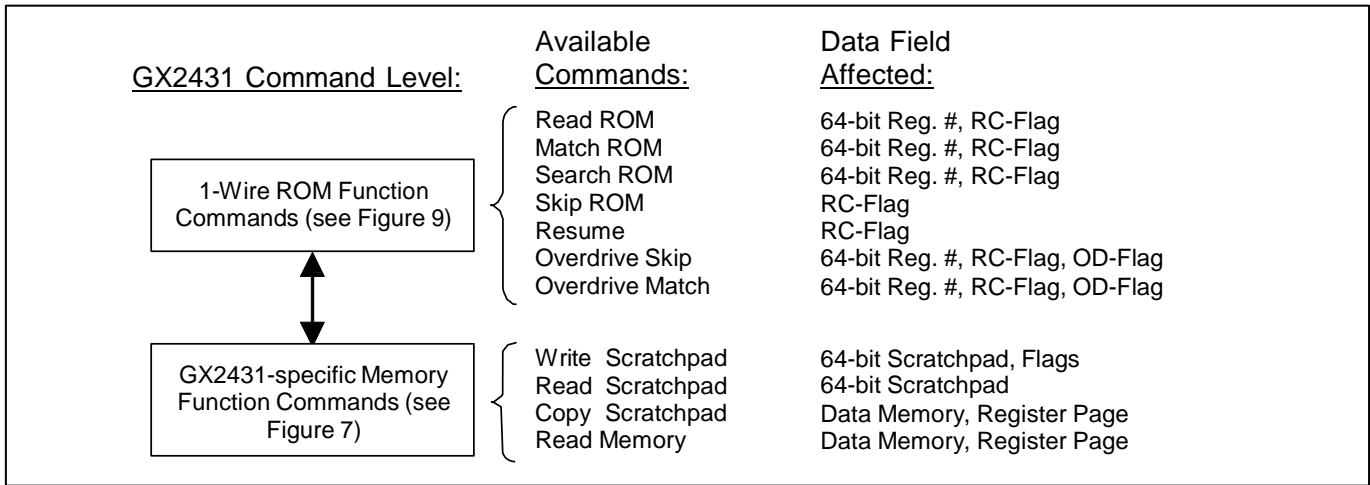 GX2431 Command Level:
Available
Commands:
Data Field
Affected:
1-Wire ROM Function
Commands (see Figure 9)
Read ROM 64-bit Reg. #, RC-Flag
Match ROM 64-bit Reg. #, RC-Flag
Search ROM 64-bit Reg. #, RC-Flag
Skip ROM RC-Flag
Resume RC-Flag
Overdrive Skip 64-bit Reg. #, RC-Flag, OD-Flag
Overdrive Match 64-bit Reg. #, RC-Flag, OD-Flag
GX2431-specific Memory
Function Commands (see
Figure 7)
Write Scratchpad 64-bit Scratchpad, Flags
Read Scratchpad 64-bit Scratchpad
Copy Scratchpad Data Memory, Register Page
Read Memory Data Memory, Register Page